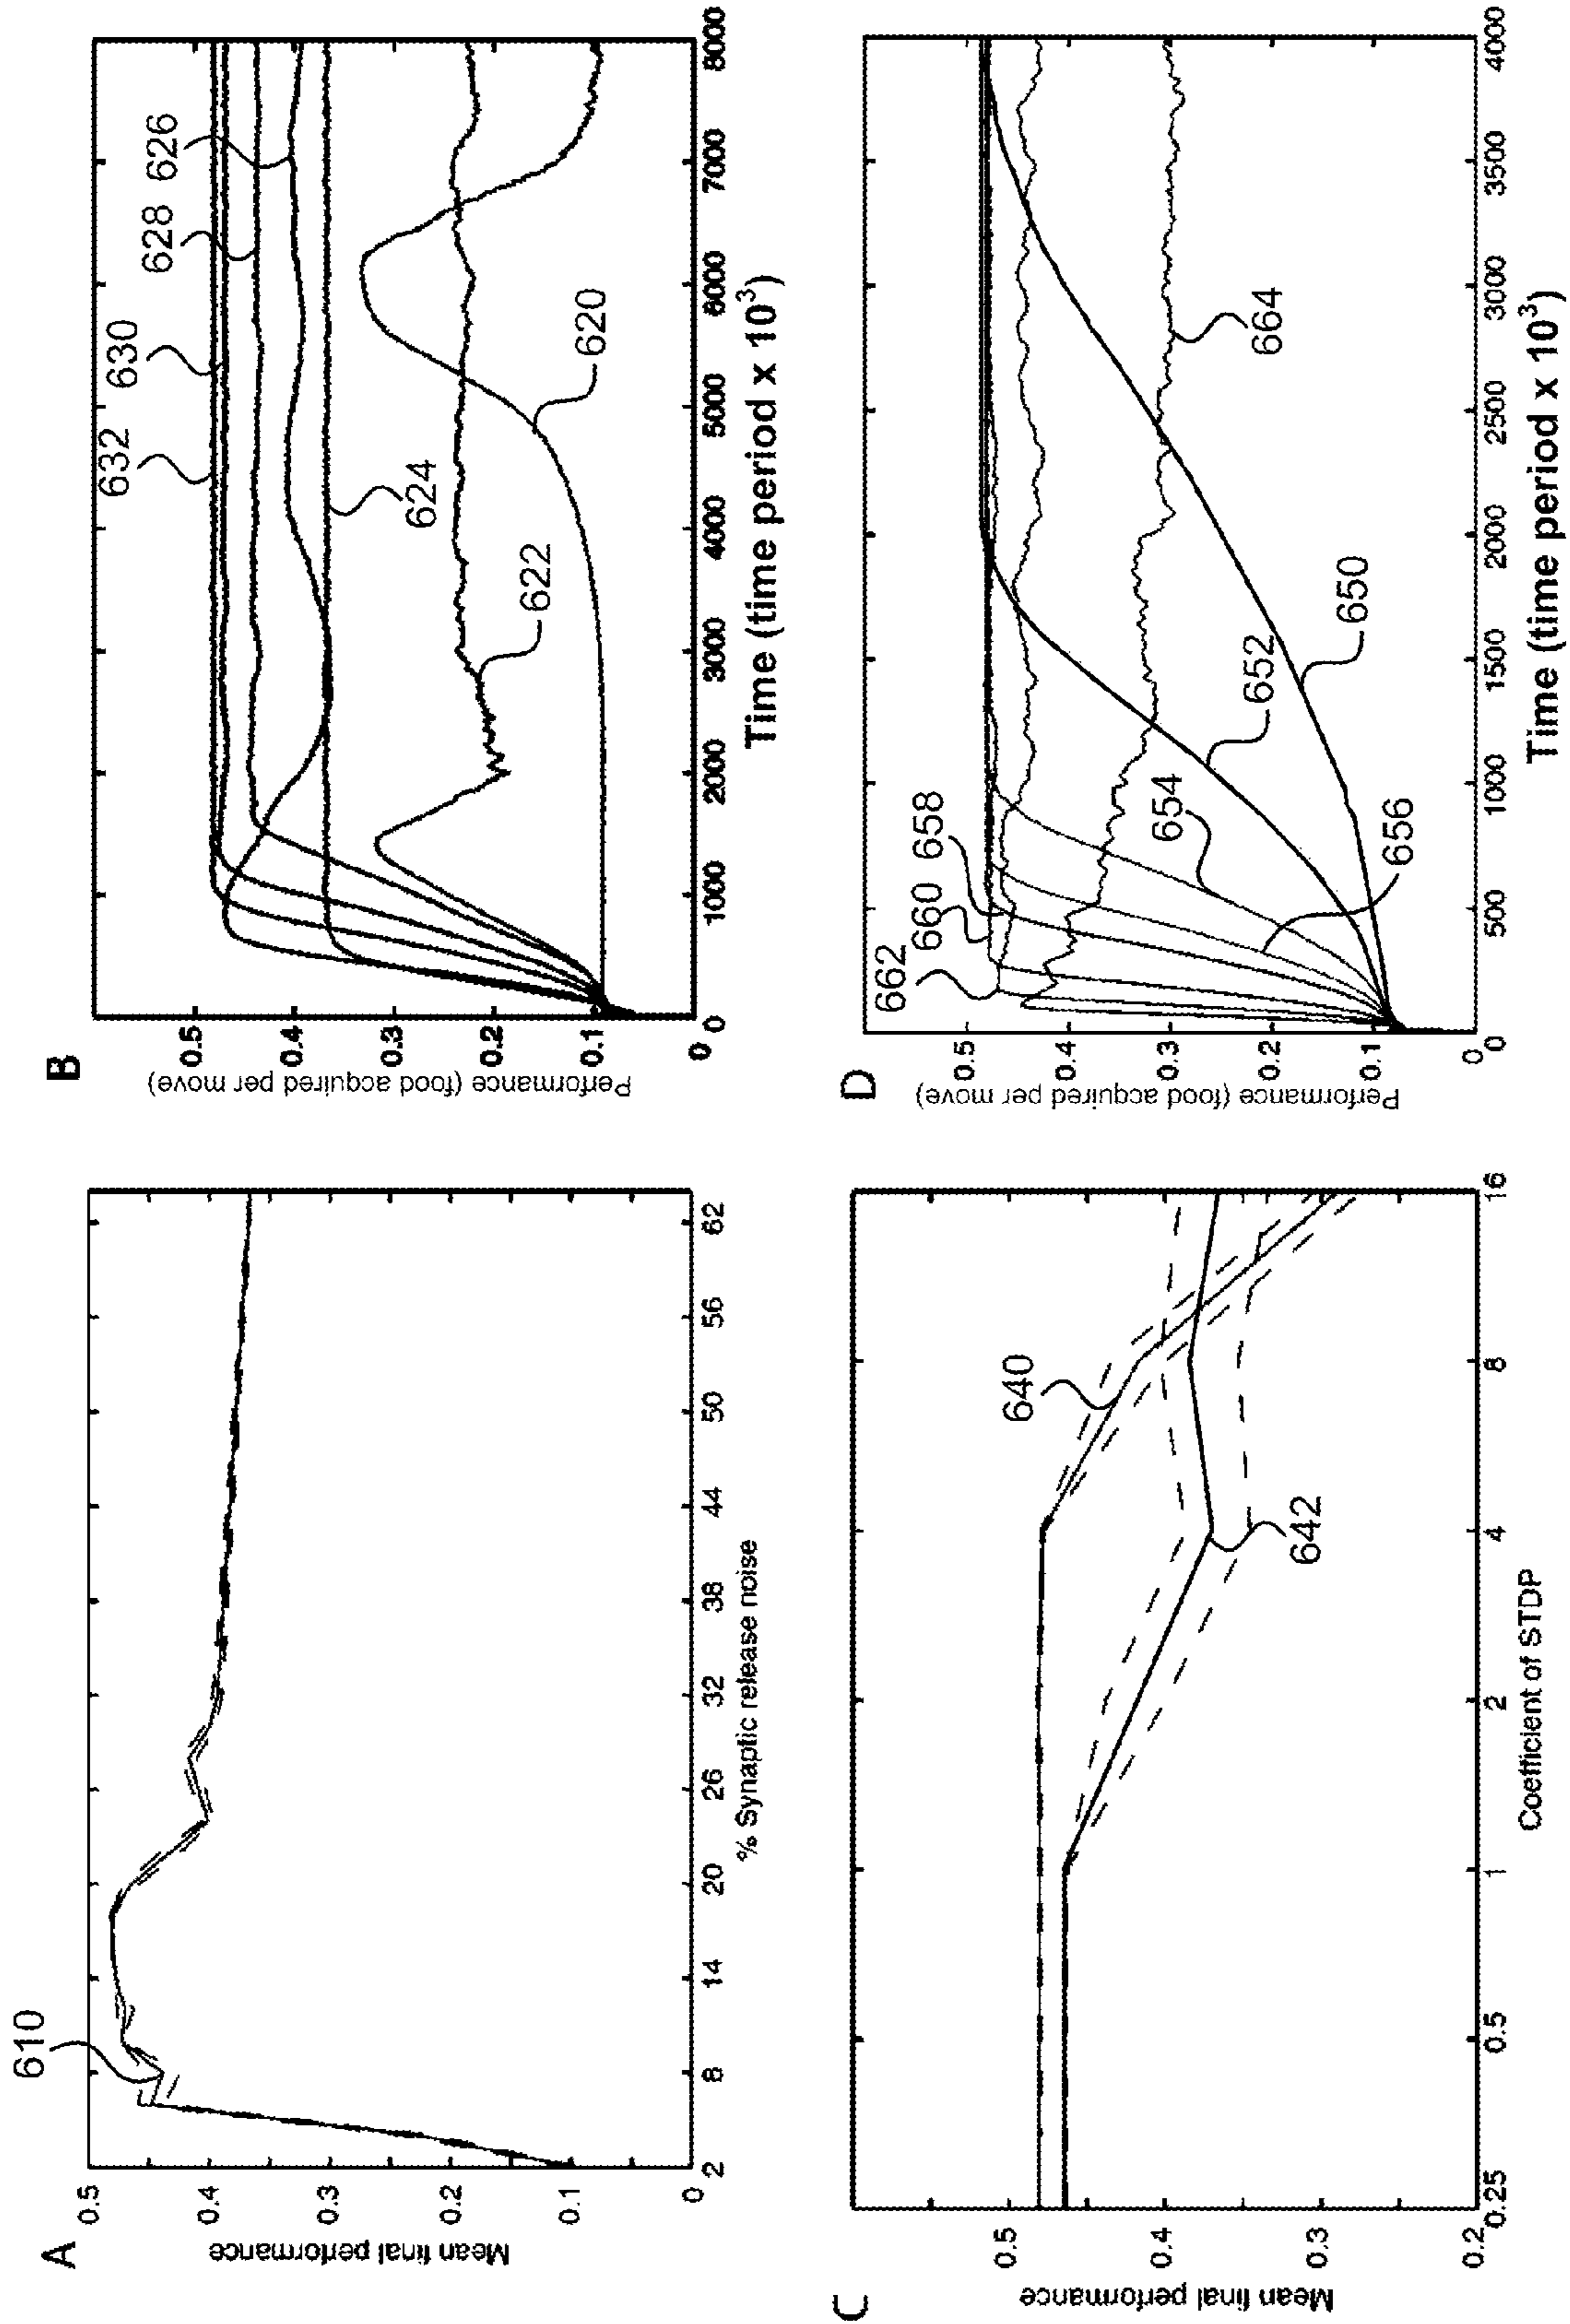 A
610
0.5
0.4
0.3
0.2
0.1
0
Mean final performance
2 8 14 20 26 32 38 44 50 56 62
% Synaptic release noise
B
632
630
628
626
624
622
620
0.5
0.4
0.3
0.2
0.1
0
Performance (food acquired per move)
0 1000 2000 3000 4000 5000 6000 7000 8000
Time (time period x 10³)
C
640
642
0.5
0.4
0.3
0.2
Mean final performance
0.25 0.5 1 2 4 8 16
Coefficient of STDP
D
662
660
658
654
656
652
650
664
0.5
0.4
0.3
0.2
0.1
0
Performance (food acquired per move)
0 500 1000 1500 2000 2500 3000 3500 4000
Time (time period x 10³)